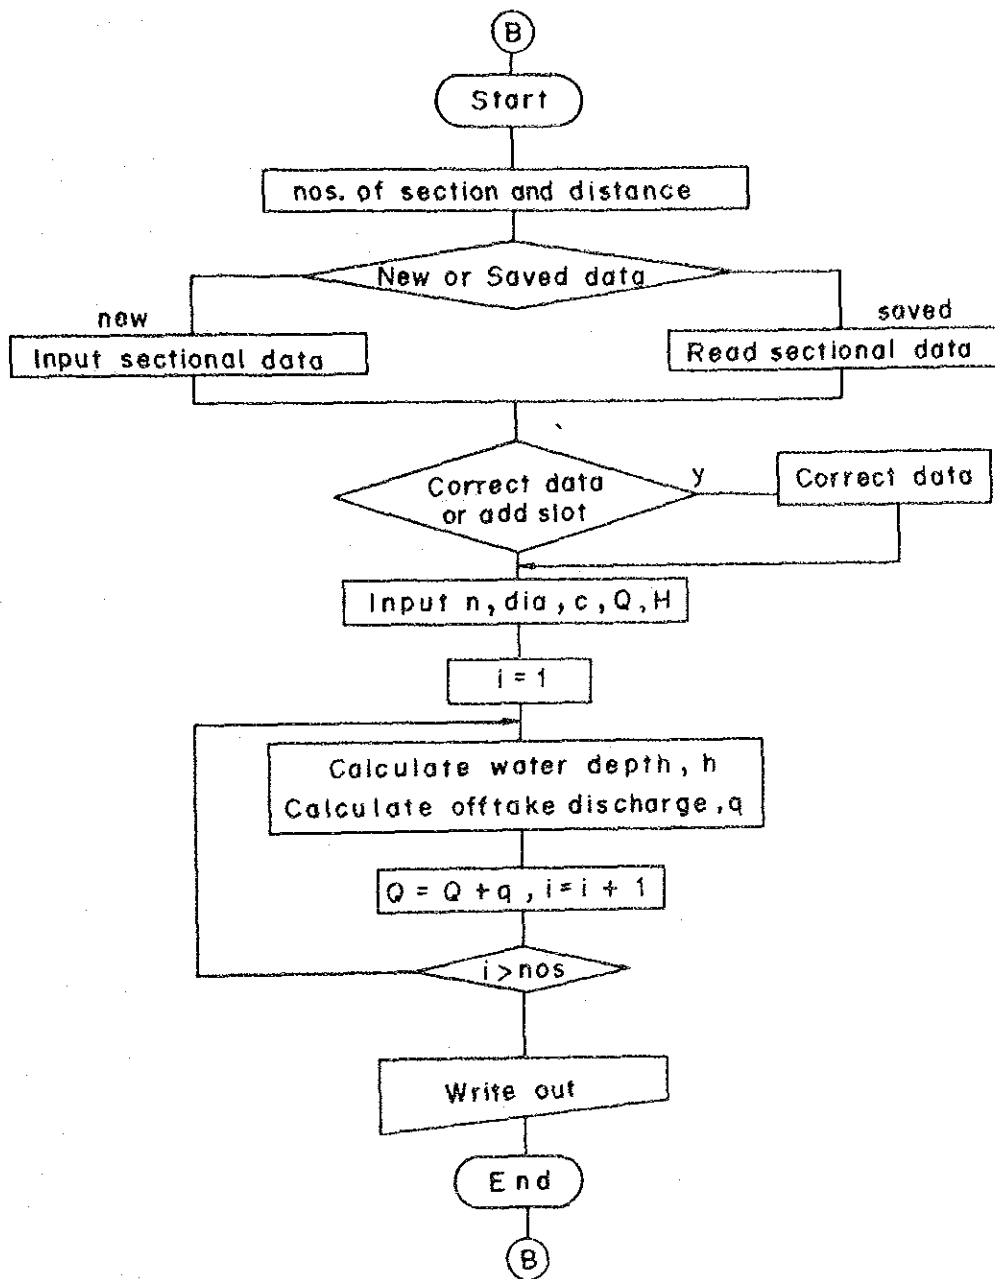 B
Start
nos. of section and distance
New or Saved data
new
saved
Input sectional data
Read sectional data
Correct data
or add slot
y
Correct data
Input n, dia, c, Q, H
i = 1
Calculate water depth, h
Calculate offtake discharge, q
Q = Q + q, i = i + 1
i > nos
Write out
End
B